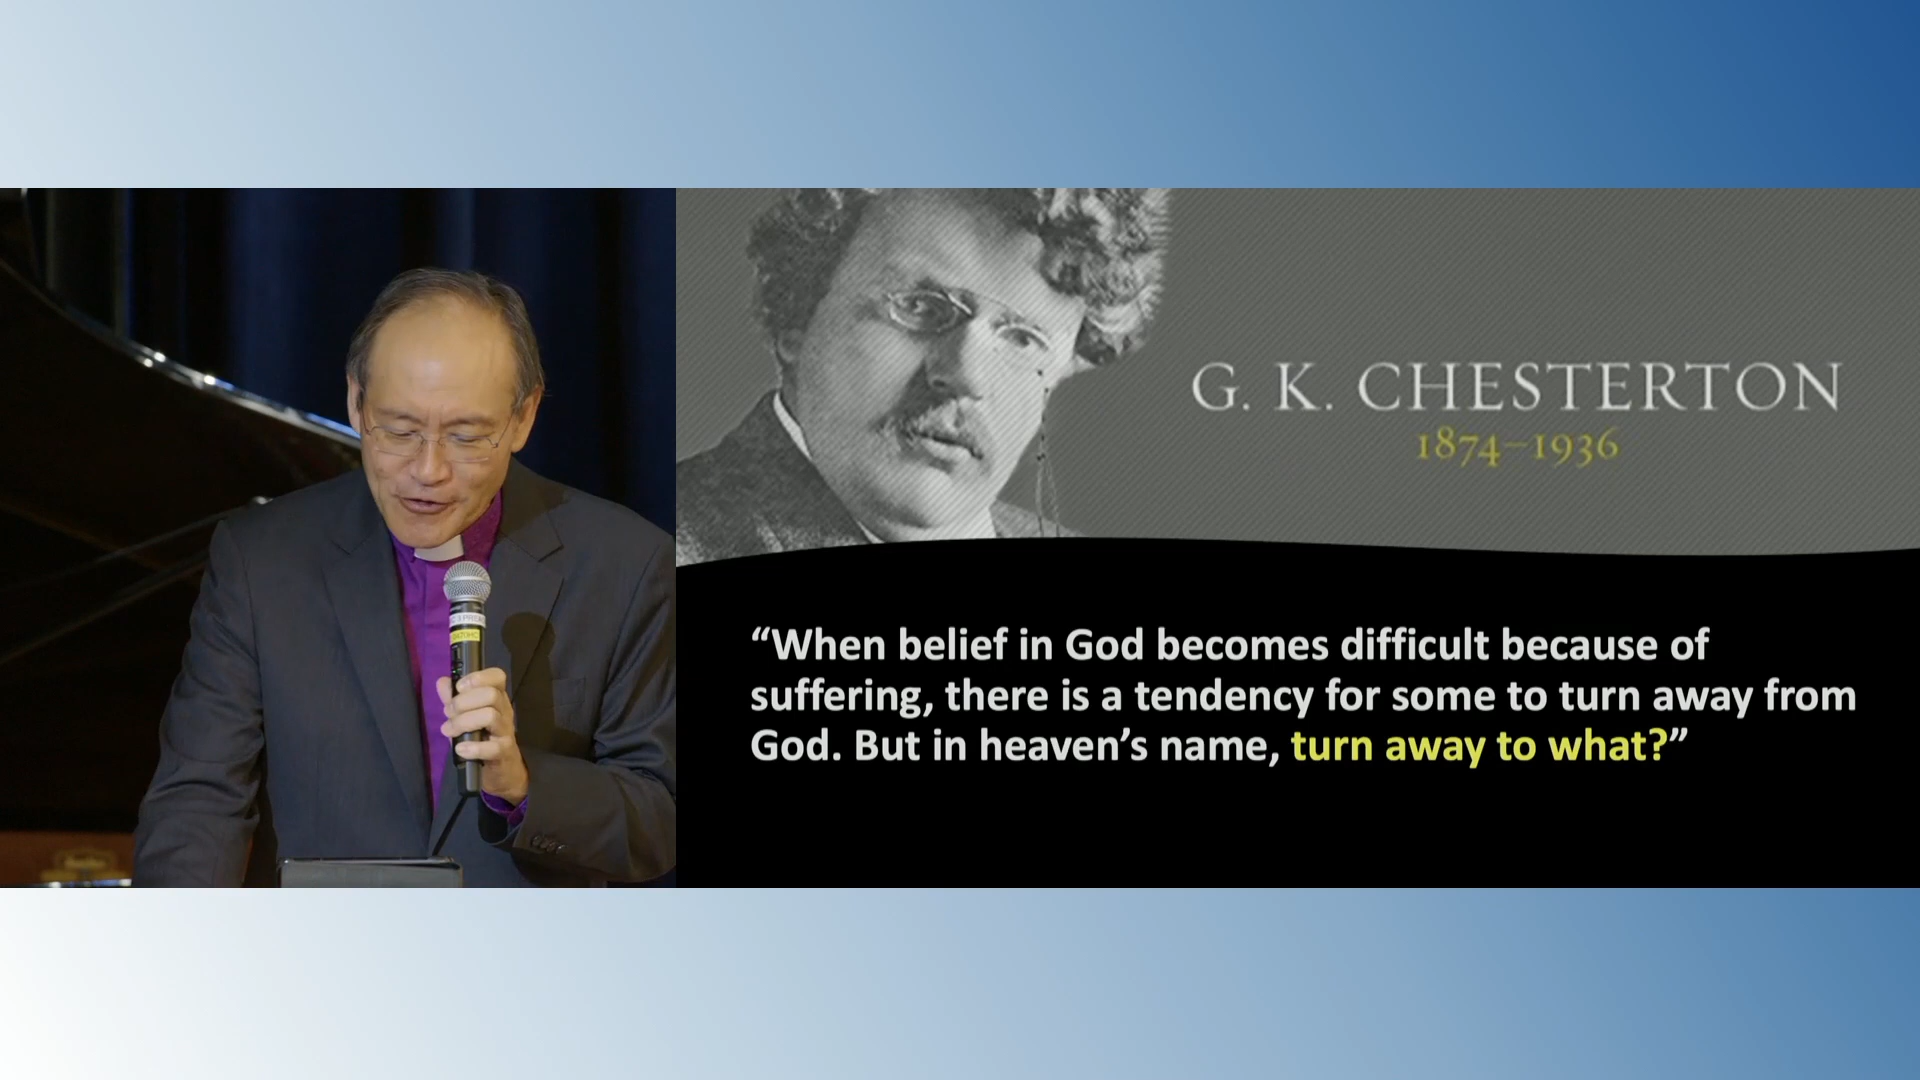 G. K. CHESTERTON
1874–1936
“When belief in God becomes difficult because of
suffering, there is a tendency for some to turn away from
God. But in heaven’s name, turn away to what?”